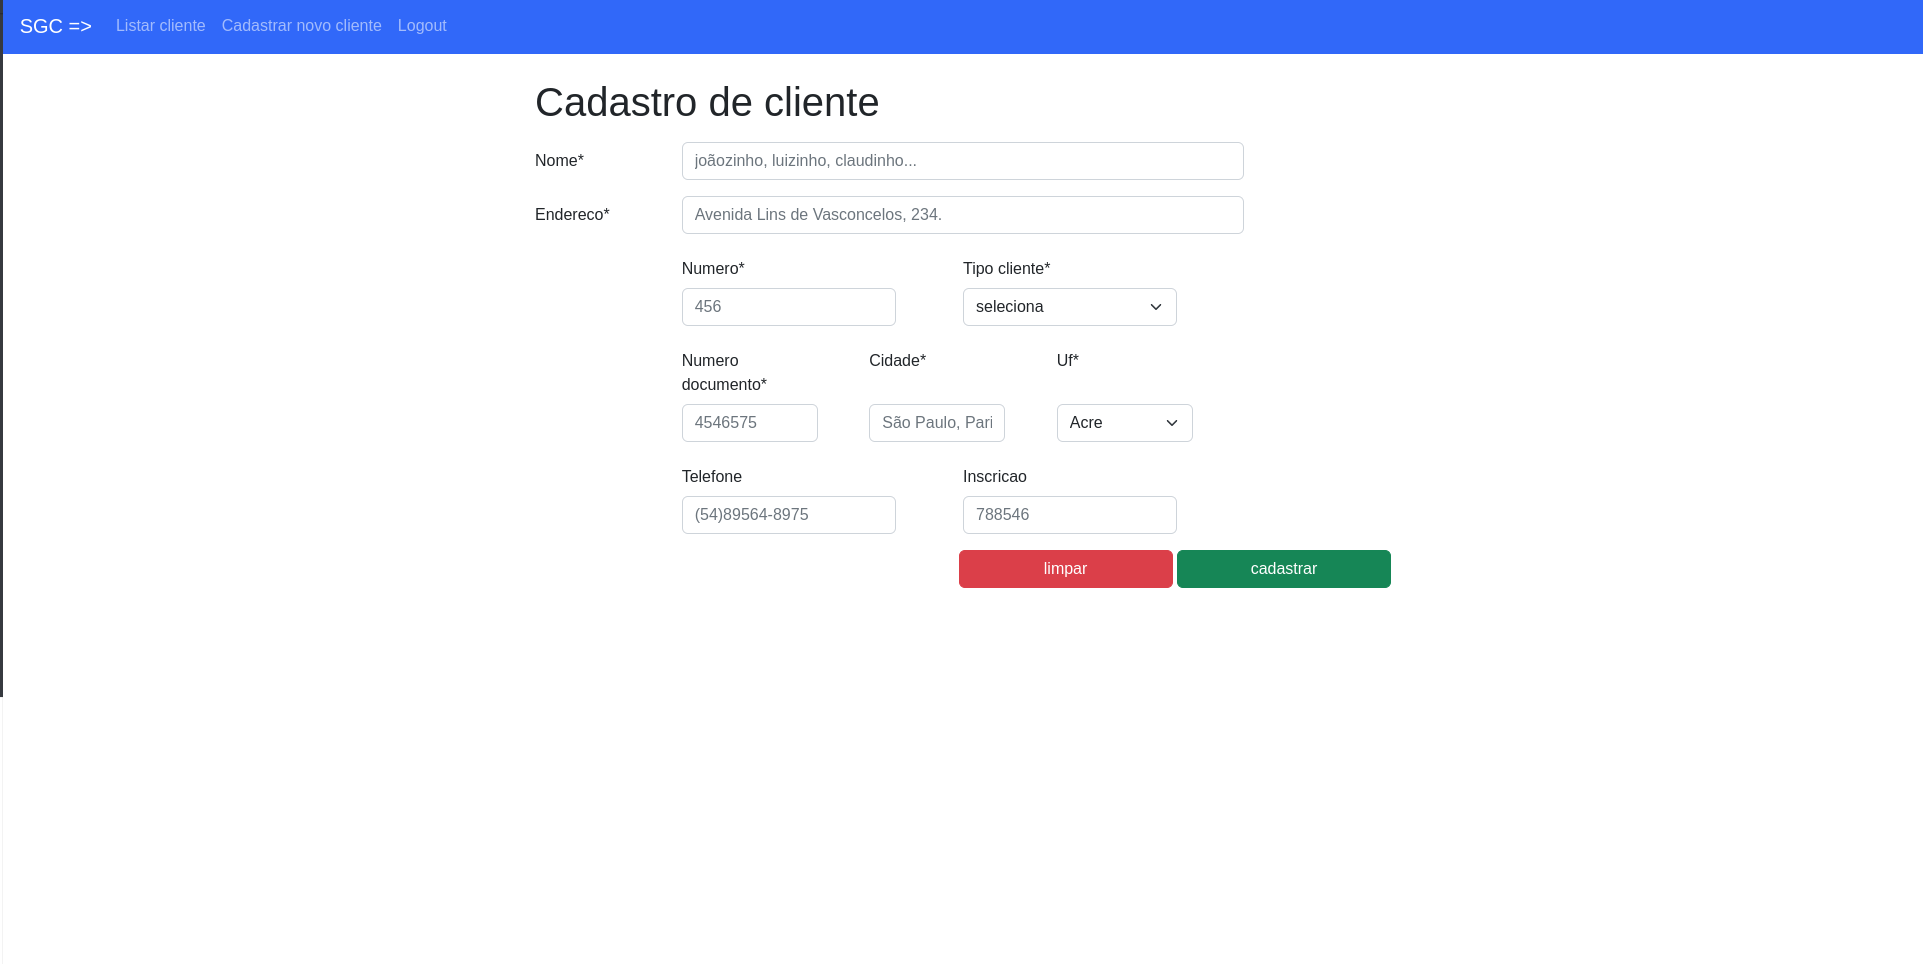 SGC => Listar cliente Cadastrar novo cliente Logout
Cadastro de cliente
Nome* joãozinho, luizinho, claudinho...
Endereco* Avenida Lins de Vasconcelos, 234.
Numero* Tipo cliente*
456 seleciona
Numero Cidade* Uf*
documento*
4546575 São Paulo, Pari Acre
Telefone Inscricao
(54)89564-8975 788546
limpar cadastrar